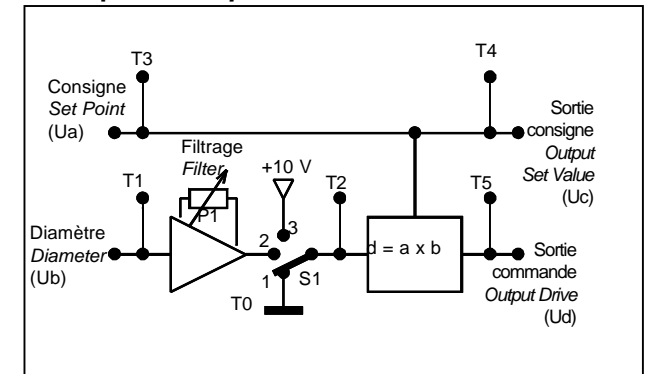 T3
T4
Consigne
Set Point
(Ua)
Sortie
consigne
Output
Set Value
(Uc)
Filtrage
Filter
+10 V
T1
P1
T2
T5
3
2
Diamètre
Diameter
(Ub)
d = a x b
1
S1
T0
Sortie
commande
Output Drive
(Ud)